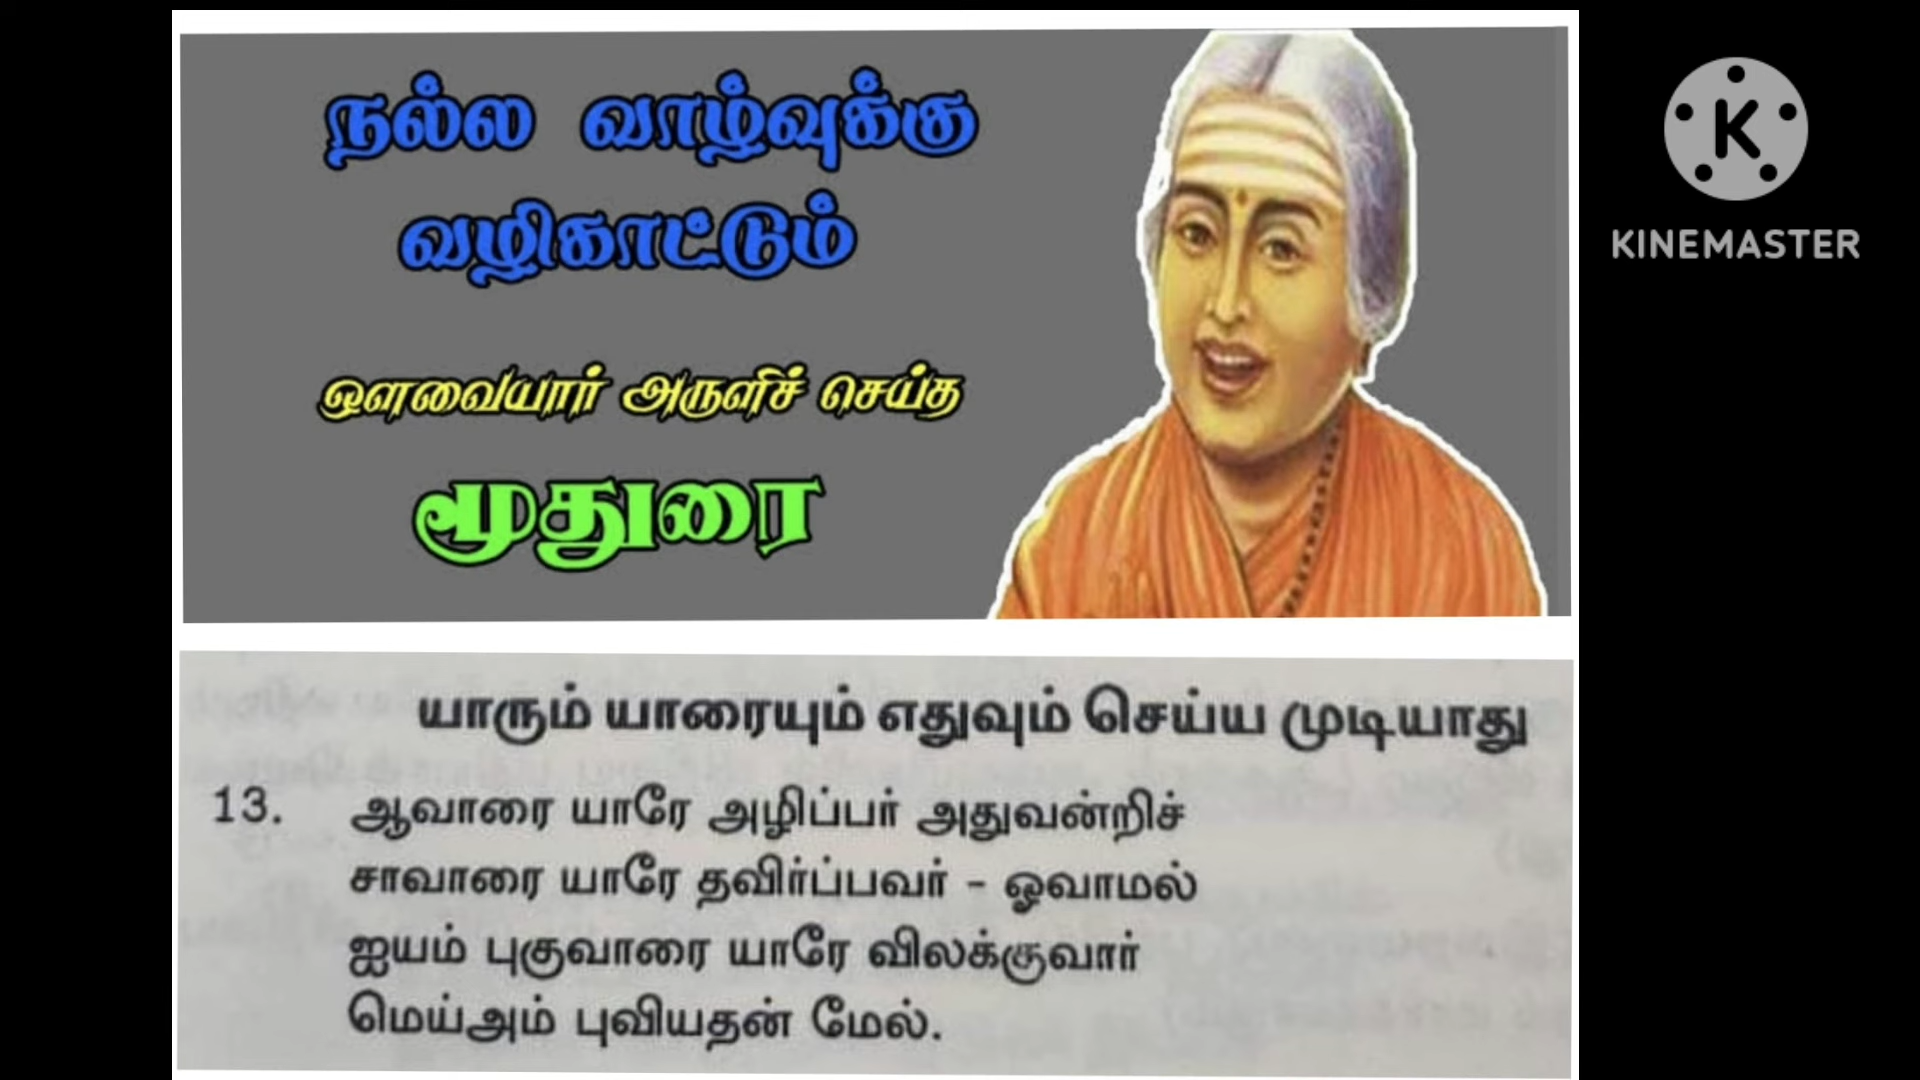 நல்ல வாழ்வுக்கு
வழிகாட்டும்
ஔவையார் அருளிச் செய்த
மூதுரை
K
KINEMASTER
யாரும் யாரையும் எதுவும் செய்ய முடியாது
13. ஆவாரை யாரே அழிப்பர் அதுவன்றிச்
சாவாரை யாரே தவிர்ப்பவர் - ஓவாமல்
ஐயம் புகுவாரை யாரே விலக்குவார்
மெய்அம் புவியதன் மேல்.